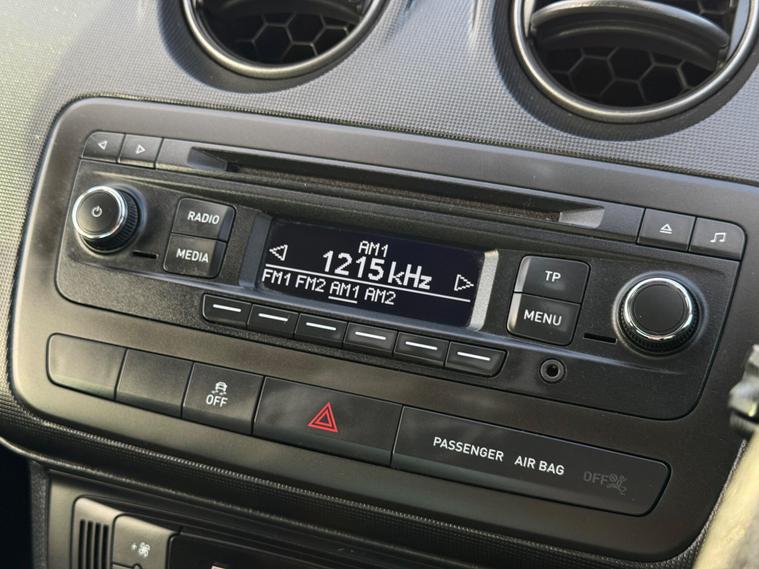 RADIO
MEDIA
AM1
1215 kHz
FM1 FM2 AM1 AM2
TP
MENU
OFF
PASSENGER AIR BAG OFF